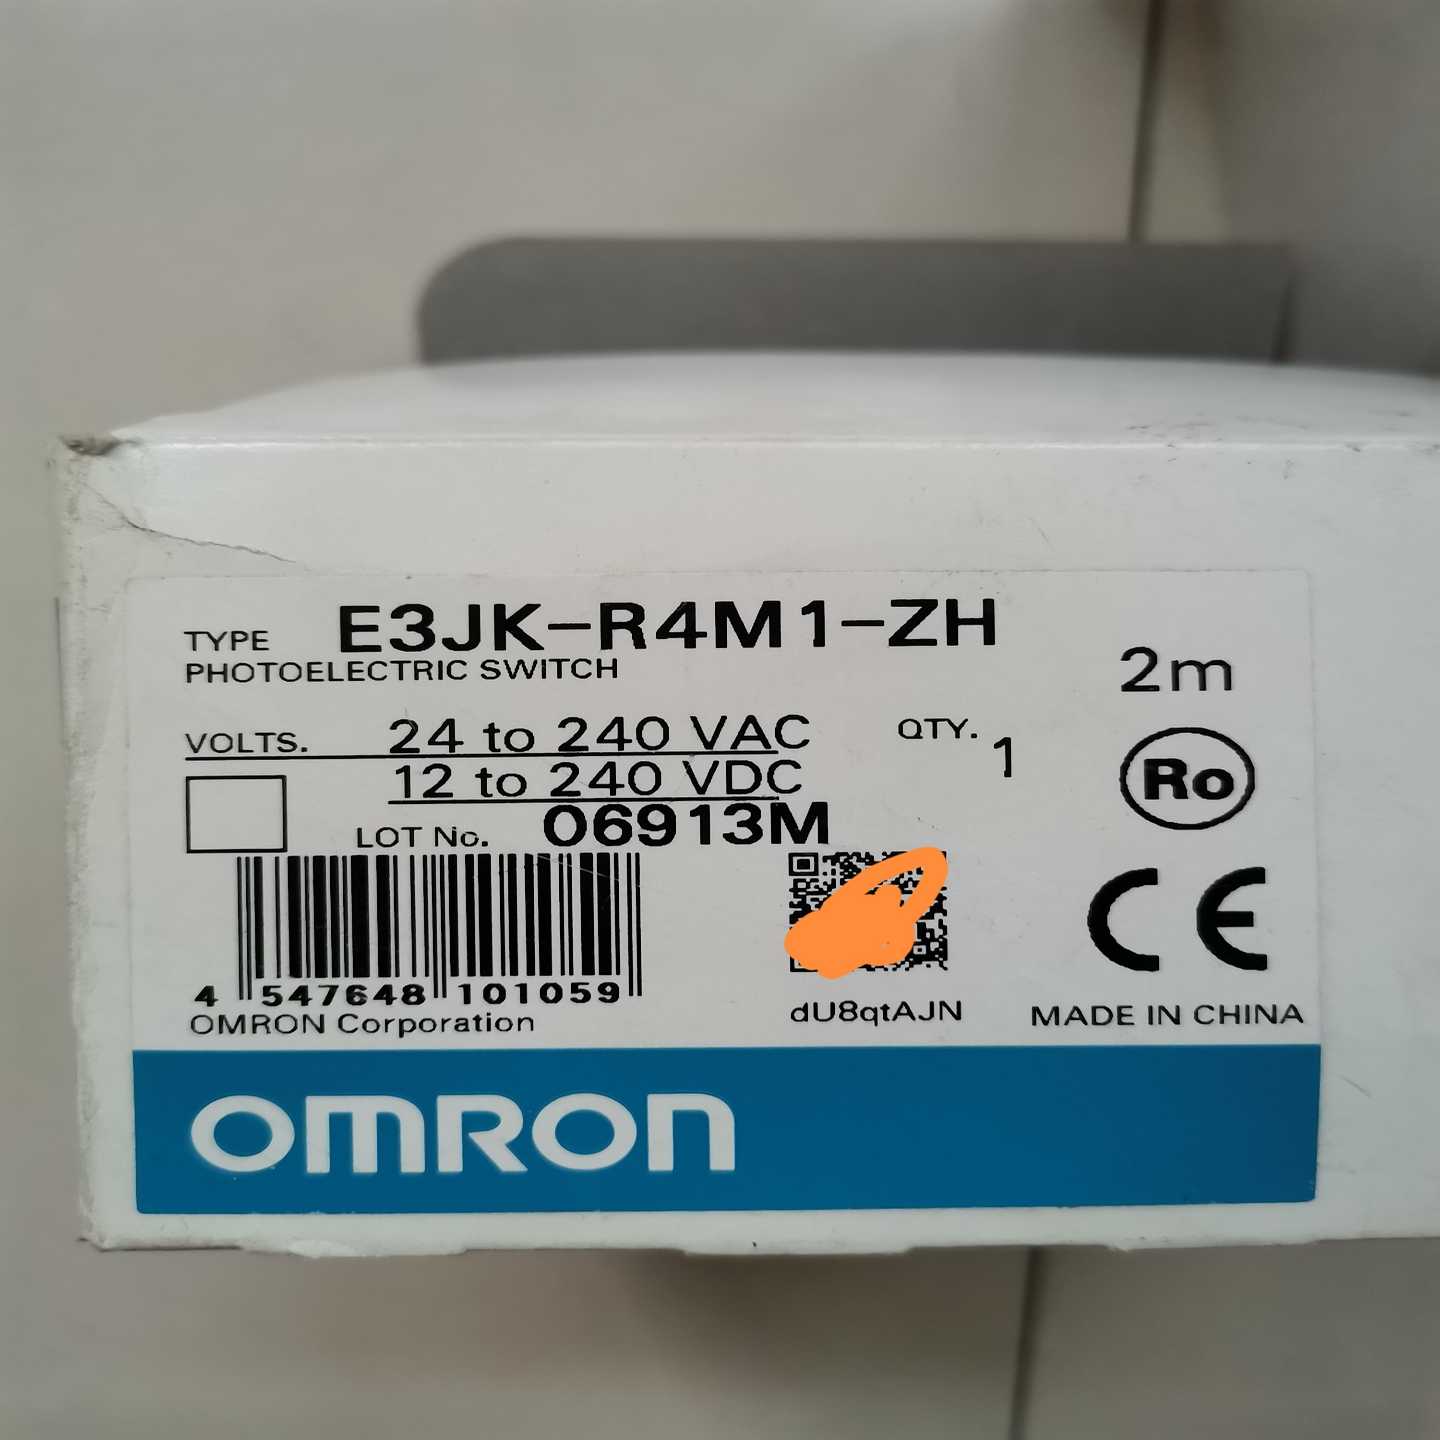 TYPE E3JK-R4M1-ZH
PHOTOELECTRIC SWITCH
2m
VOLTS. 24 to 240 VAC
12 to 240 VDC
QTY. 1
Ro
LOT No. 06913M
4 547648 101059
OMRON Corporation
dU8qtAJN
CE
MADE IN CHINA
OMRON